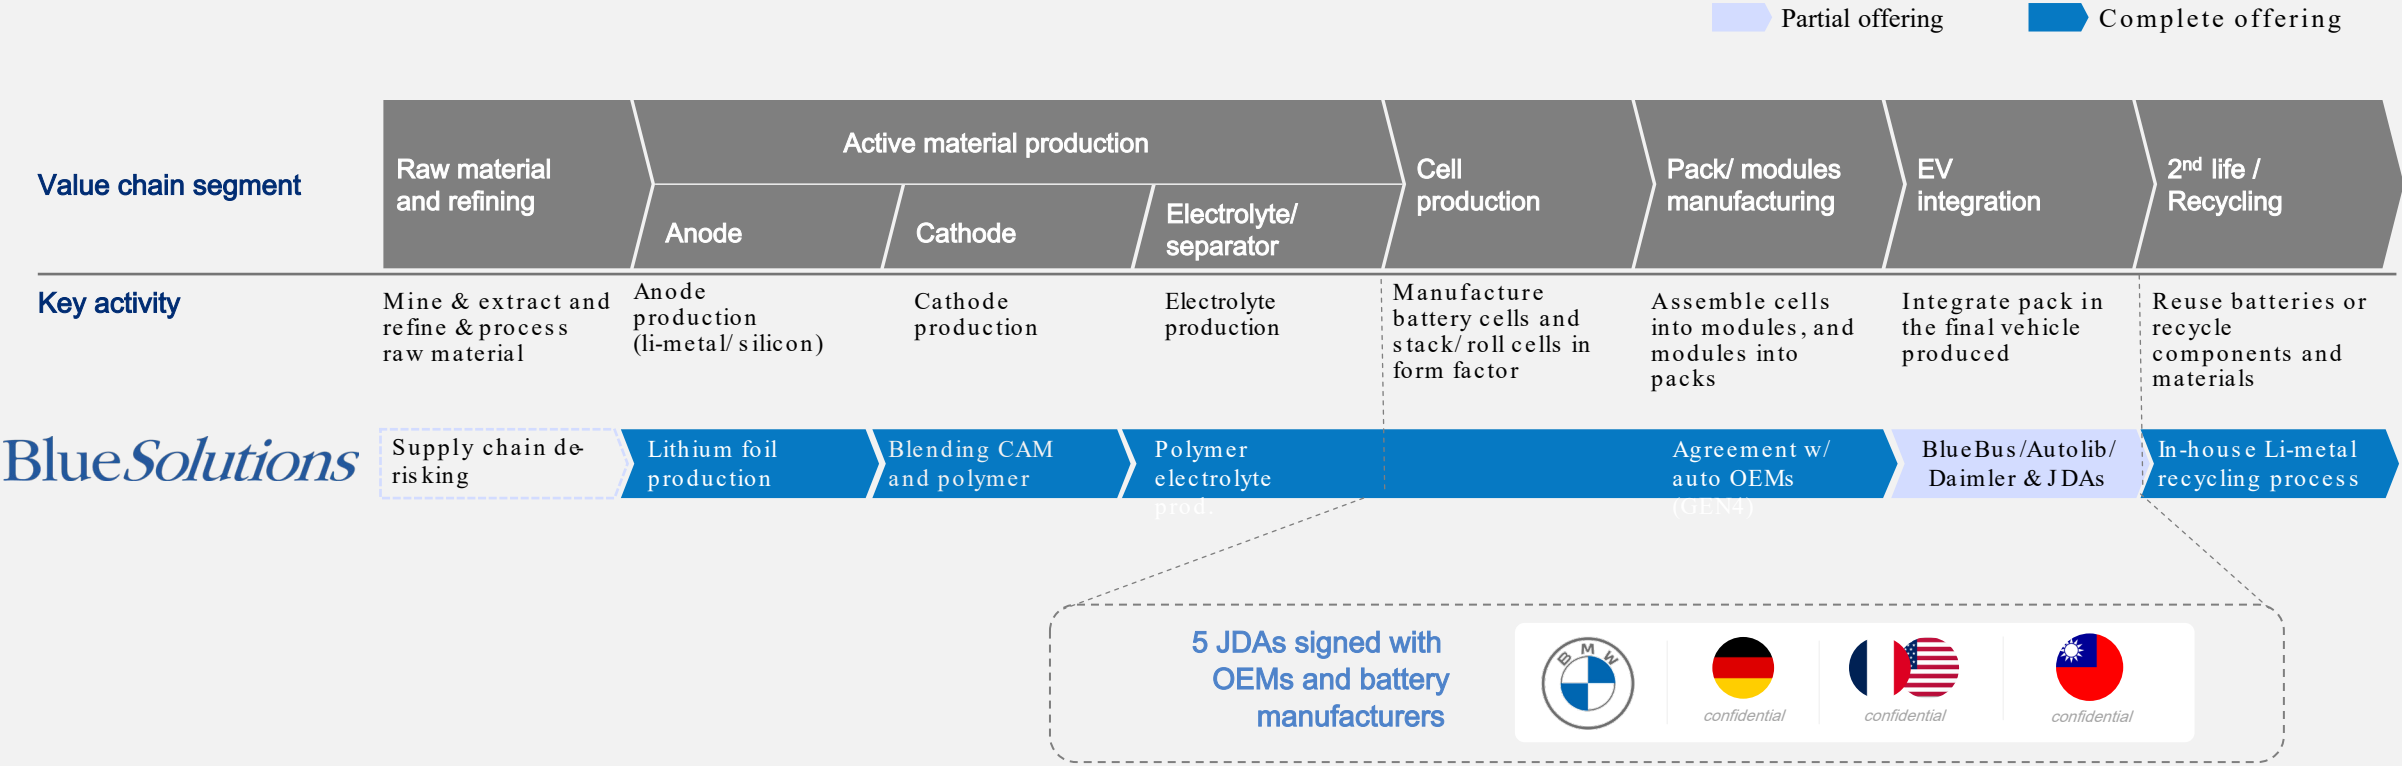 Partial offering
Complete offering
Value chain segment
Raw material
and refining
Active material production
Anode
Cathode
Electrolyte/
separator
Cell
production
Pack/ modules
manufacturing
EV
integration
2nd life /
Recycling
Key activity
Mine & extract and
refine & process
raw material
Anode
production
(li-metal/ silicon)
Cathode
production
Electrolyte
production
Manufacture
battery cells and
stack/ roll cells in
form factor
Assemble cells
into modules, and
modules into
packs
Integrate pack in
the final vehicle
produced
Reuse batteries or
recycle
components and
materials
BlueSolutions
Supply chain de-
risking
Lithium foil
production
Blending CAM
and polymer
Polymer
electrolyte
prod.
Agreement w/
auto OEMs
(GEN4)
BlueBus/Autolib/
Daimler & JDAs
In-house Li-metal
recycling process
5 JDAs signed with
OEMs and battery
manufacturers
BMW
confidential
confidential
confidential